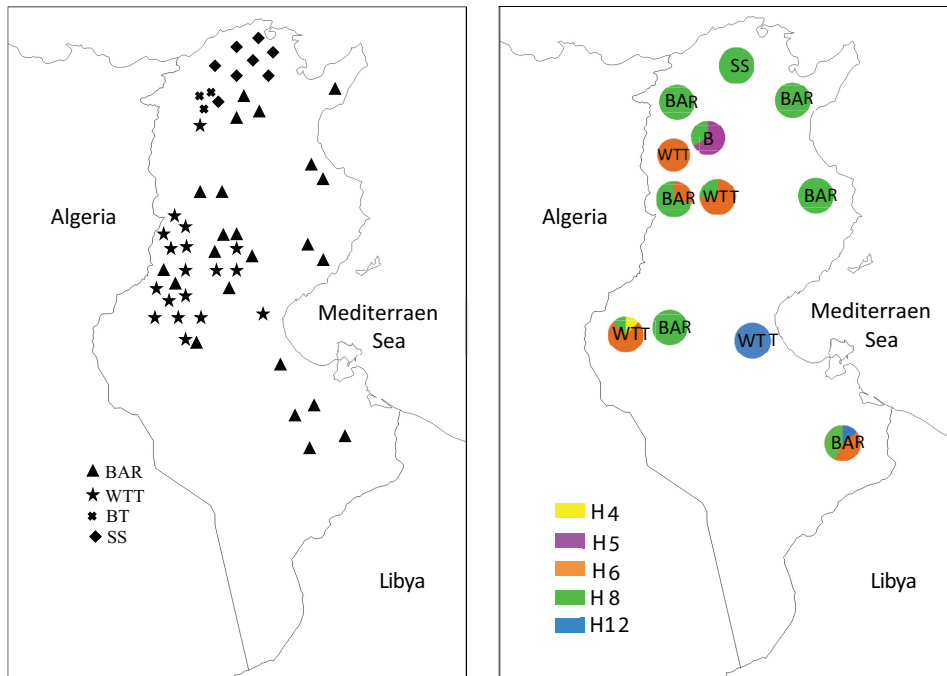 Algeria
Mediterraen
Sea
BAR
WTT
BT
SS
Libya
SS
BAR
BAR
B
WTT
BAR
WTT
BAR
Algeria
Mediterraen
Sea
WTT
BAR
WTT
BAR
H4
H5
H6
H8
H12
Libya